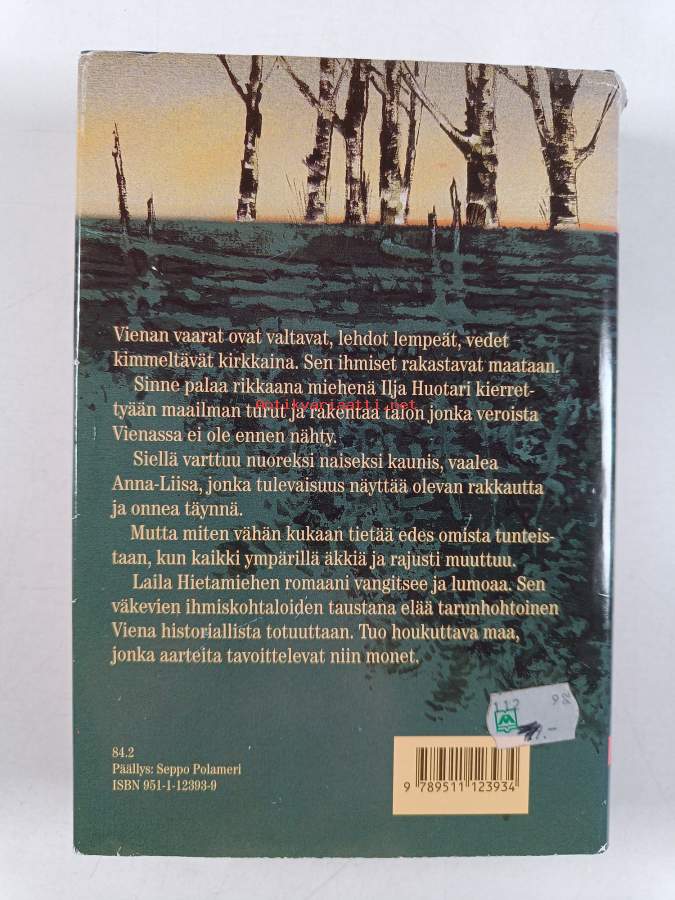 Vienan vaarat ovat valtavat, lehdot lempeät, vedet
kimmeltävät kirkkaina. Sen ihmiset rakastavat maataan.
Sinne palaa rikkaana miehenä Ilja Huotari kierret-
tyään maailman turut ja rakentaa talon jonka veroista
Antikvariaatti.net
Vienassa ei ole ennen nähty.
Siellä varttuu nuoreksi naiseksi kaunis, vaalea
Anna-Liisa, jonka tulevaisuus näyttää olevan rakkautta
ja onnea täynnä.
Mutta miten vähän kukaan tietää edes omista tunteis-
taan, kun kaikki ympärillä äkkiä ja rajusti muuttuu.
Laila Hietamiehen romaani vangitsee ja lumoaa. Sen
väkevien ihmiskohtaloiden taustana elää tarunhohtoinen
Viena historiallista totuuttaan. Tuo houkuttava maa,
jonka aarteita tavoittelevat niin monet.
112 98
84.2
Päällys: Seppo Polameri
ISBN 951-1-12393-9
9 789511 123934